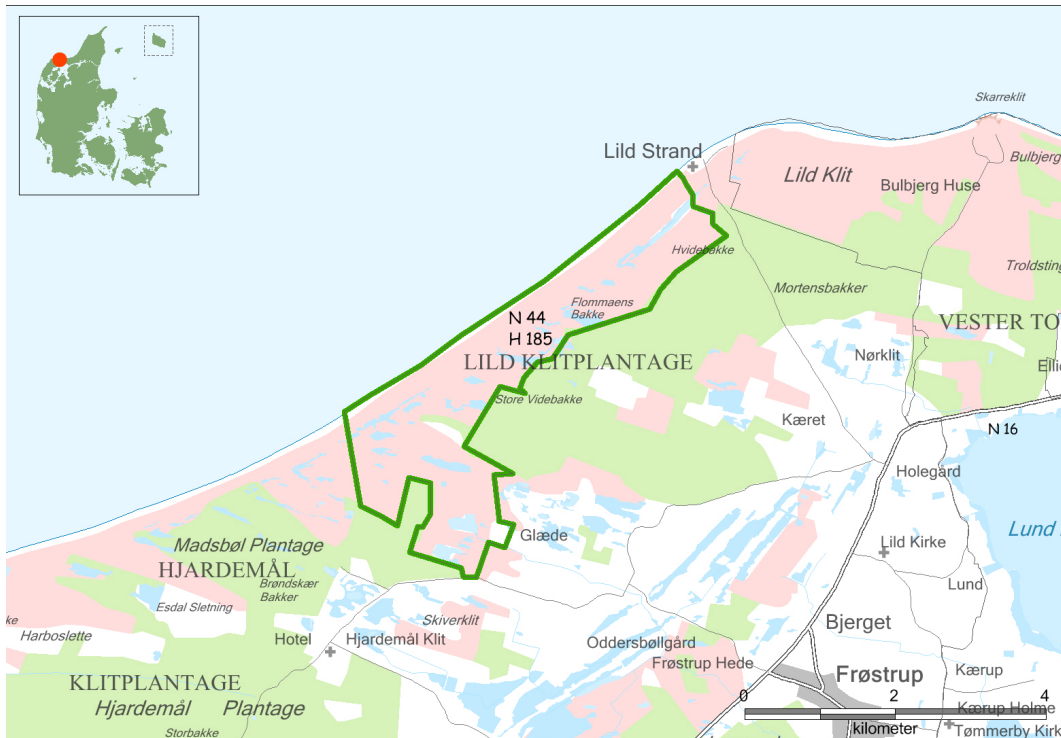 Skarreklit
Lild Strand
Lild Klit
Bulbjerg
Bulbjerg Huse
Hvidebakke
Troldsting
Mortensbakker
Flommaens
Bakke
N 44
H 185
VESTER TO
LILD KLITPLANTAGE
Nørklit
Store Videbakke
Kæret
N 16
Holegård
Madsbøl Plantage
Glæde
Lund
Lild Kirke
HJARDEMÅL
Brøndskær
Bakker
Lund
Esdal Sletning
ke
Skiverklit
Bjerget
Harboslette
Hotel
Hjardemål Klit
Oddersbøllgård
Frøstrup Hede
Kærup
Frøstrup
KLITPLANTAGE
Hjardemål Plantage
0 2 4
kilometer
Kærup Holme
Storbakke
Tømmerby Kirk